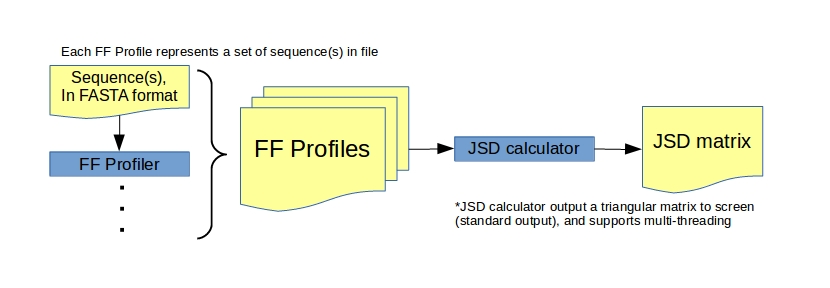 Each FF Profile represents a set of sequence(s) in file
Sequence(s),
In FASTA format
FF Profiler
FF Profiles
JSD calculator
JSD matrix
*JSD calculator output a triangular matrix to screen
(standard output), and supports multi-threading